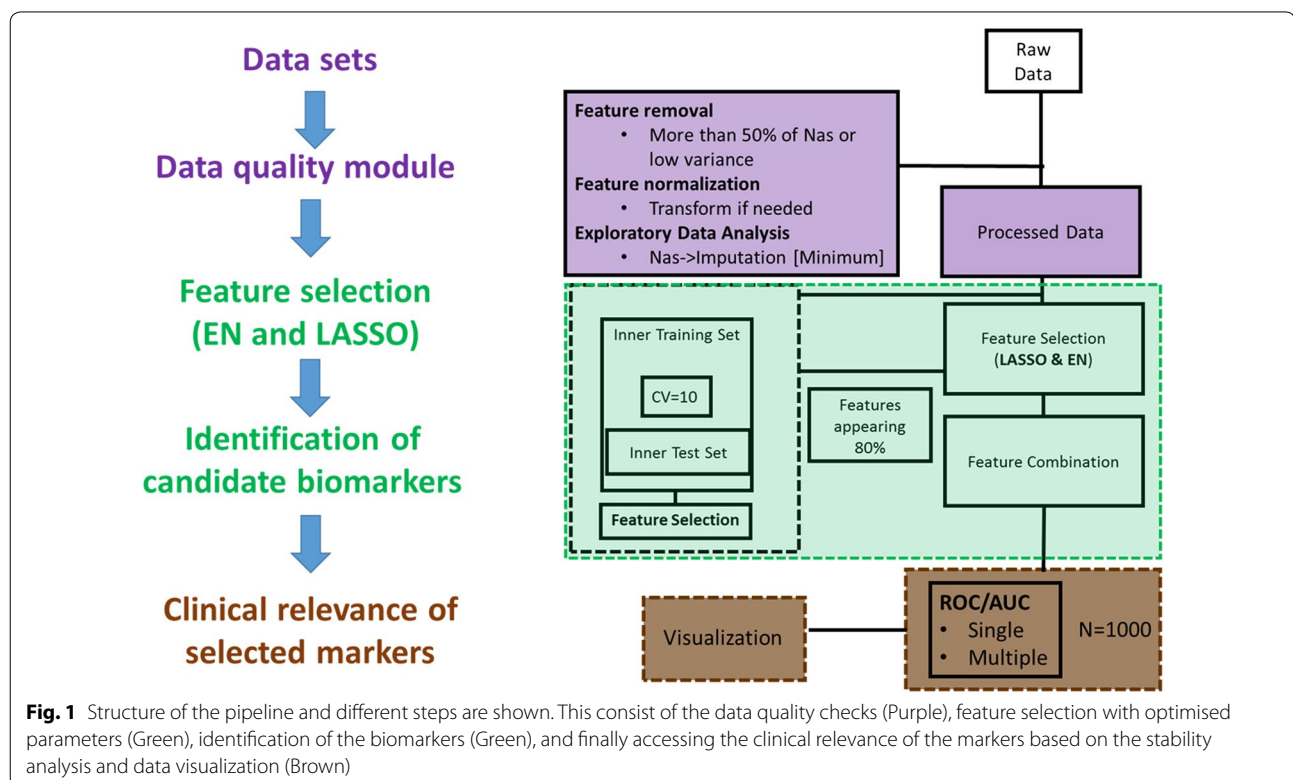 Data sets
Data quality module
Feature selection
(EN and LASSO)
Identification of
candidate biomarkers
Clinical relevance of
selected markers
Raw
Data
Feature removal
• More than 50% of Nas or
low variance
Feature normalization
• Transform if needed
Exploratory Data Analysis
• Nas->Imputation [Minimum]
Processed Data
Inner Training Set
CV=10
Inner Test Set
Feature Selection
Features
appearing
80%
Feature Selection
(LASSO & EN)
Feature Combination
Visualization
ROC/AUC
• Single
• Multiple
N=1000
Fig. 1 Structure of the pipeline and different steps are shown. This consist of the data quality checks (Purple), feature selection with optimised
parameters (Green), identification of the biomarkers (Green), and finally accessing the clinical relevance of the markers based on the stability
analysis and data visualization (Brown)